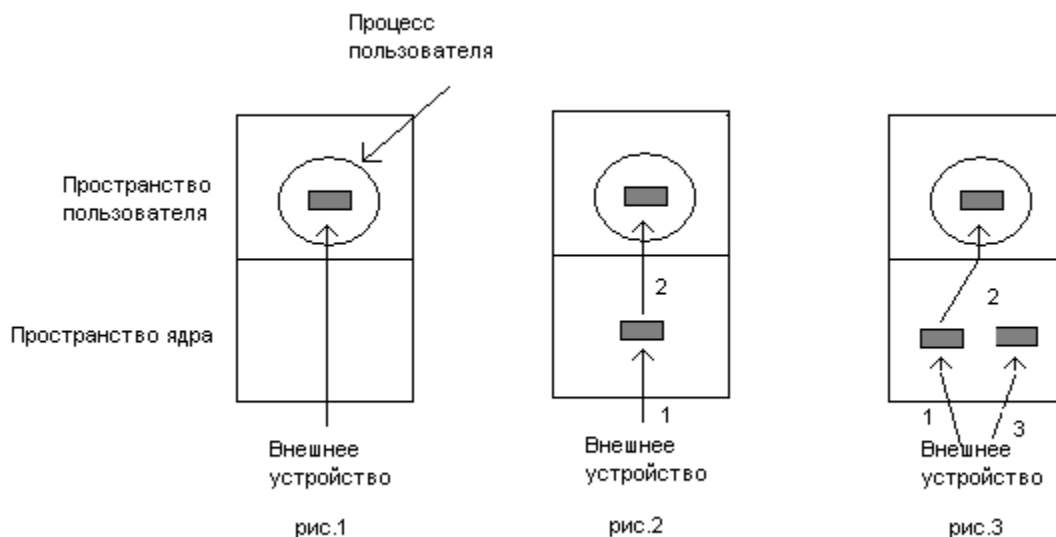 Процесс
пользователя
Пространство
пользователя
Пространство ядра
2
2
1
1
3
Внешнее
устройство
Внешнее
устройство
Внешнее
устройство
рис.1
рис.2
рис.3